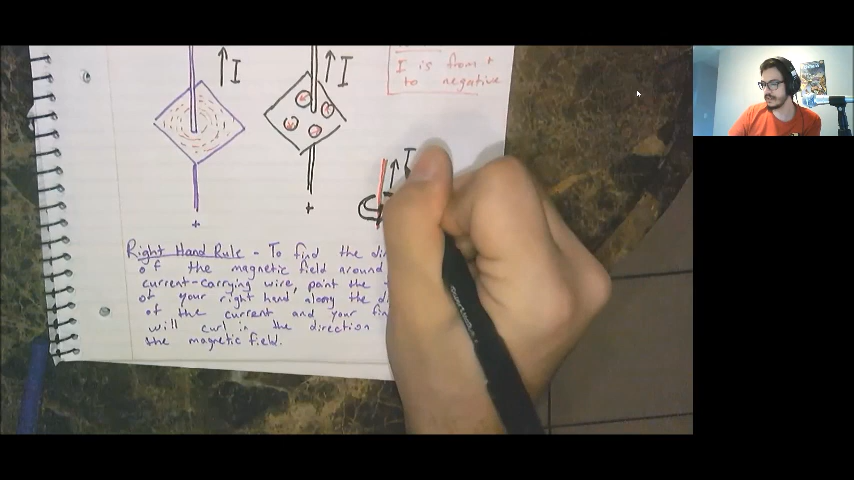 I
I
I is from +
to negative
I
+
+
Right Hand Rule - To find the
of the magnetic field around
current-carrying wire, point the
of your right hand along the
of the current and your
will curl in the direction
the magnetic field.